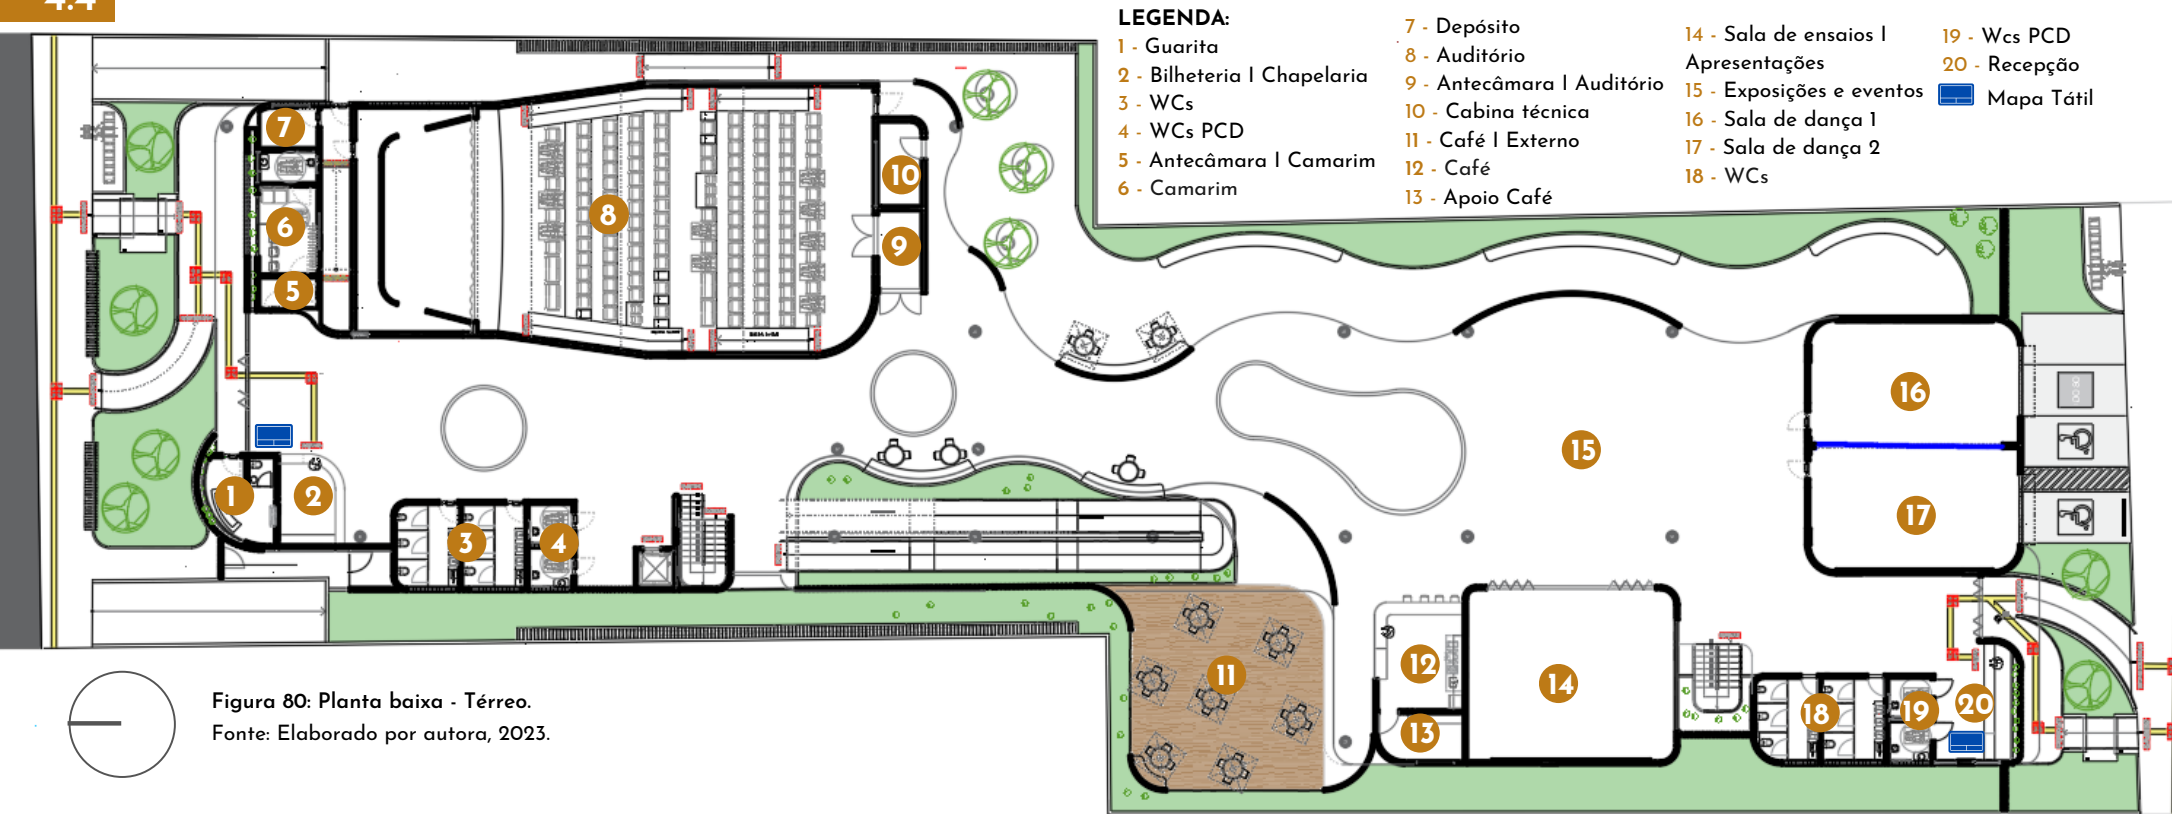 4.4
LEGENDA:
1 - Guarita
2 - Bilheteria I Chapelaria
3 - WCs
4 - WCs PCD
5 - Antecâmara I Camarim
6 - Camarim
7 - Depósito
8 - Auditório
9 - Antecâmara I Auditório
10 - Cabina técnica
11 - Café I Externo
12 - Café
13 - Apoio Café
14 - Sala de ensaios I
Apresentações
15 - Exposições e eventos
16 - Sala de dança 1
17 - Sala de dança 2
18 - WCs
19 - Wcs PCD
20 - Recepção
Mapa Tátil
7
8
10
6
9
5
16
15
1
2
17
3
4
12
11
14
20
18
19
13
Figura 80: Planta baixa - Térreo.
Fonte: Elaborado por autora, 2023.